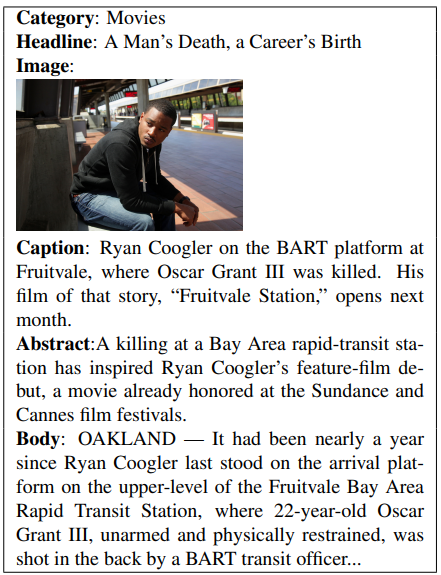 Category: Movies
Headline: A Man's Death, a Career's Birth
Image:
Caption: Ryan Coogler on the BART platform at
Fruitvale, where Oscar Grant III was killed. His
film of that story, “Fruitvale Station,” opens next
month.
Abstract:A killing at a Bay Area rapid-transit sta-
tion has inspired Ryan Coogler's feature-film de-
but, a movie already honored at the Sundance and
Cannes film festivals.
Body: OAKLAND — It had been nearly a year
since Ryan Coogler last stood on the arrival plat-
form on the upper-level of the Fruitvale Bay Area
Rapid Transit Station, where 22-year-old Oscar
Grant III, unarmed and physically restrained, was
shot in the back by a BART transit officer...